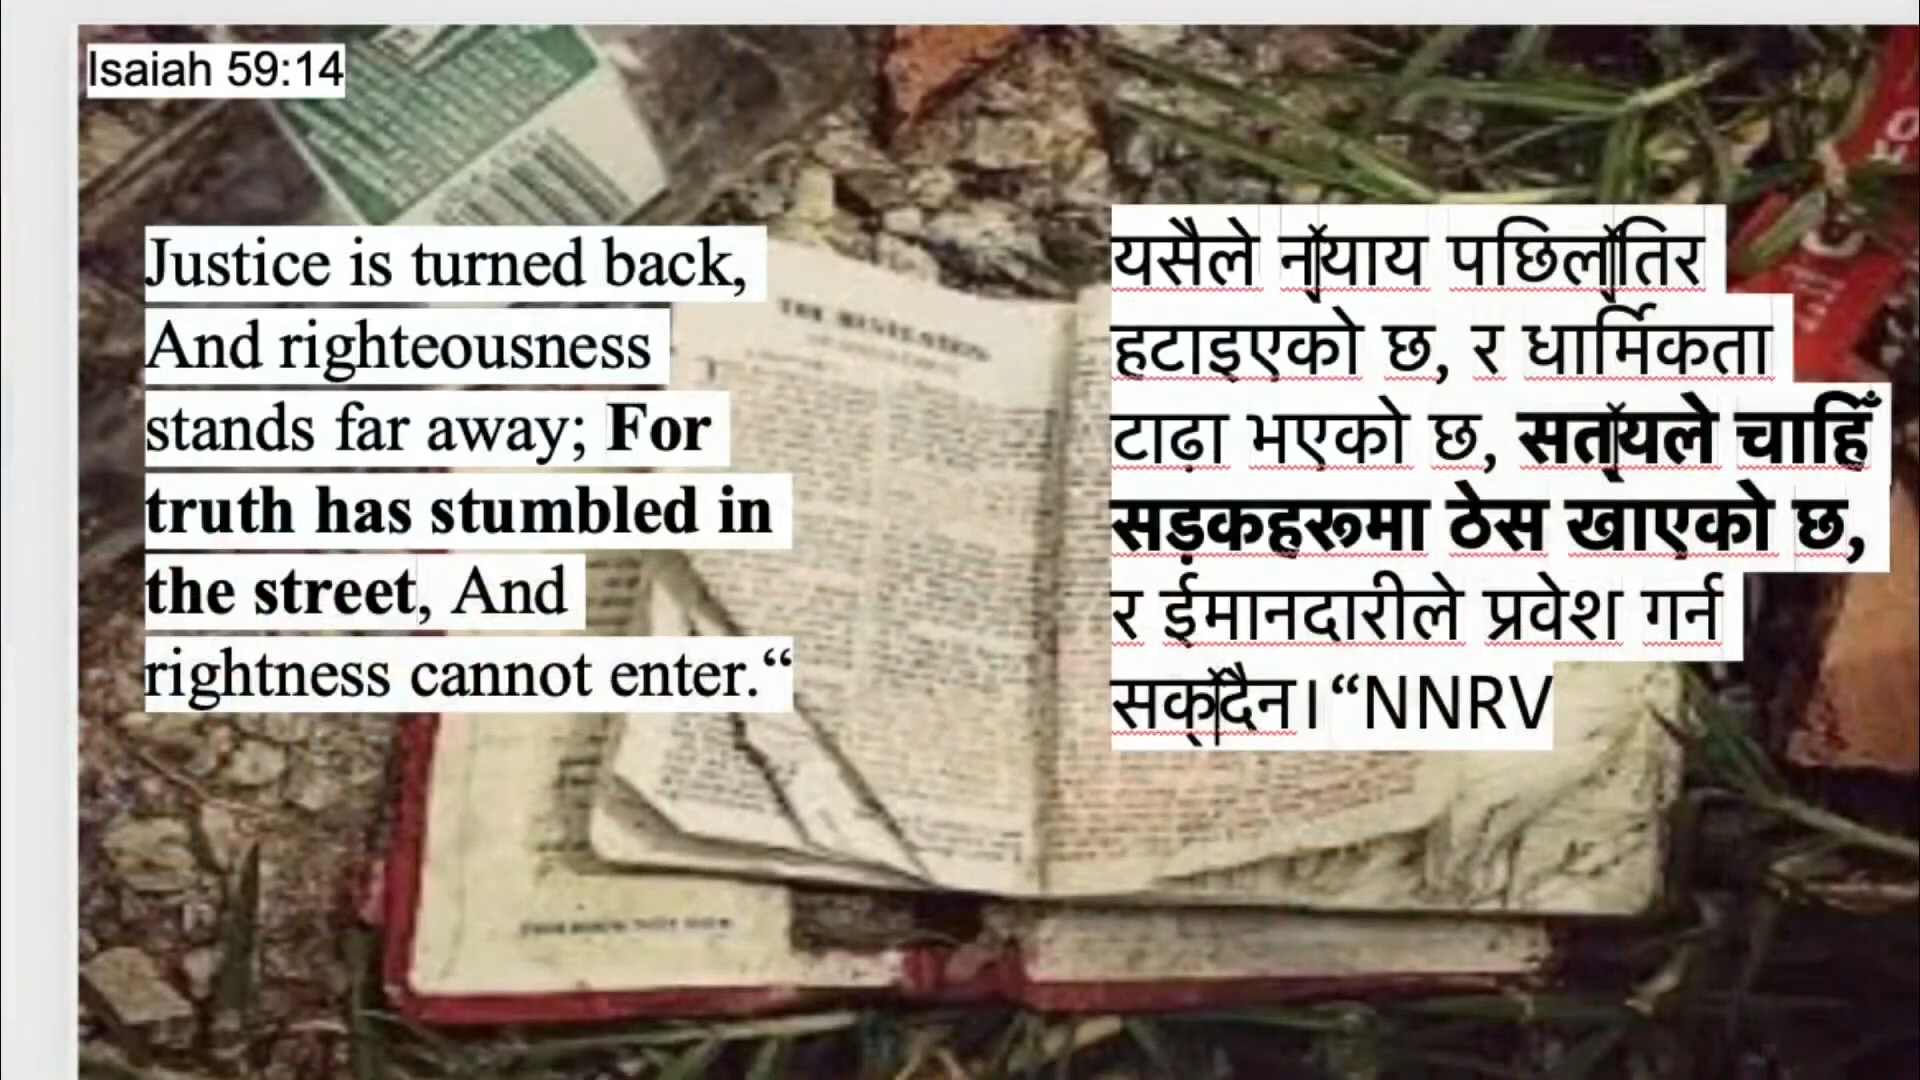 Isaiah 59:14
Justice is turned back,
And righteousness
stands far away; For
truth has stumbled in
the street, And
rightness cannot enter.“
यसैले न्‍याय पछिल्‍तिर
हटाइएको छ, र धार्मिकता
टाढ़ा भएको छ, सत्‍यले चाहिँ
सड़कहरूमा ठेस खाएको छ,
र ईमानदारीले प्रवेश गर्न
सक्‍दैन। “NNRV